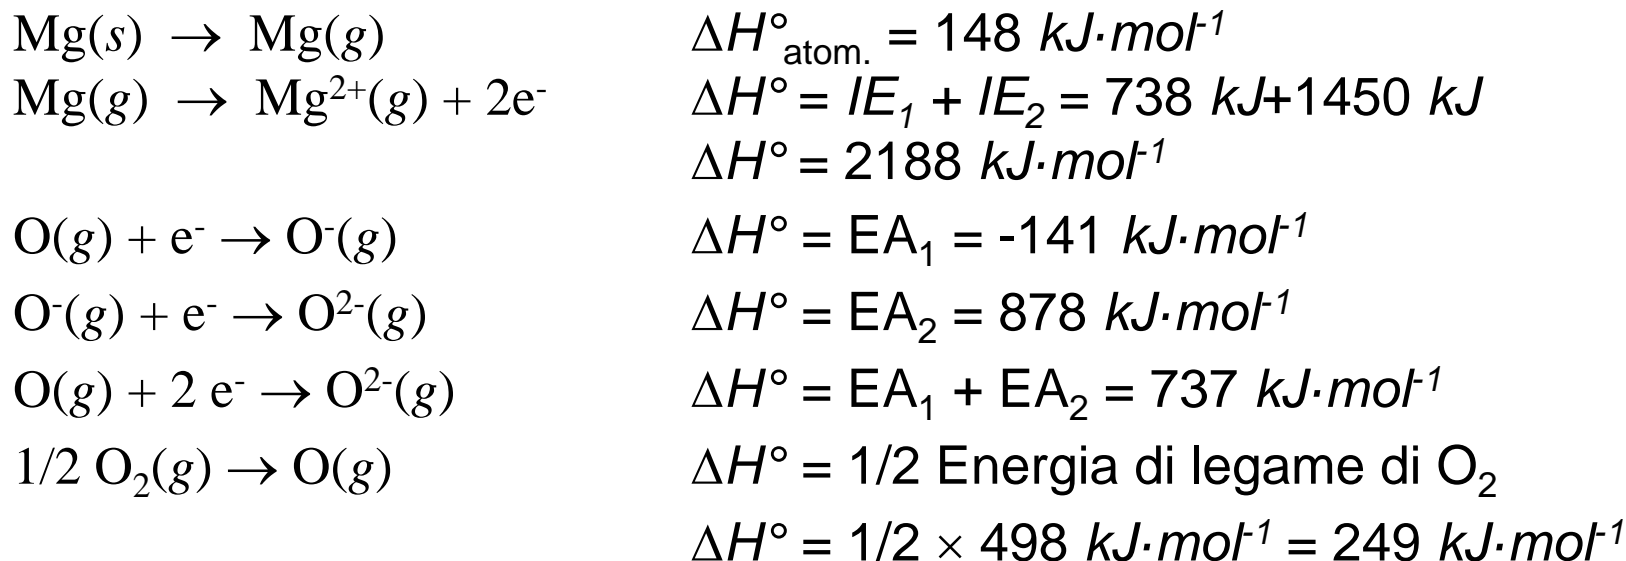 Mg(s) → Mg(g) ΔH°atom. = 148 kJ·mol⁻¹
Mg(g) → Mg²⁺(g) + 2e⁻ ΔH° = IE₁ + IE₂ = 738 kJ+1450 kJ
ΔH° = 2188 kJ·mol⁻¹
O(g) + e⁻ → O⁻(g) ΔH° = EA₁ = -141 kJ·mol⁻¹
O⁻(g) + e⁻ → O²⁻(g) ΔH° = EA₂ = 878 kJ·mol⁻¹
O(g) + 2 e⁻ → O²⁻(g) ΔH° = EA₁ + EA₂ = 737 kJ·mol⁻¹
1/2 O₂(g) → O(g) ΔH° = 1/2 Energia di legame di O₂
ΔH° = 1/2 × 498 kJ·mol⁻¹ = 249 kJ·mol⁻¹